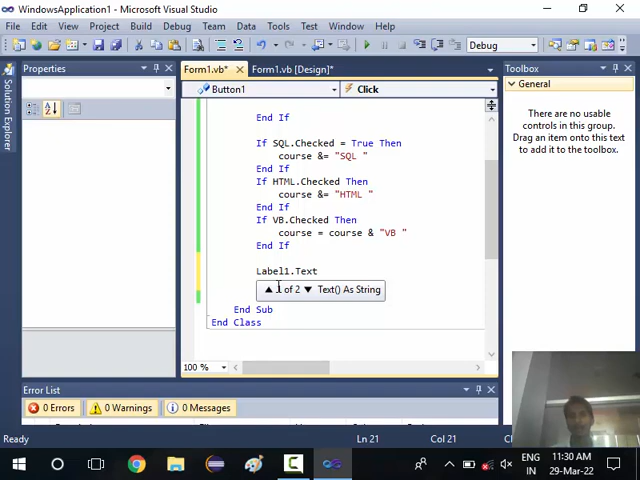 WindowsApplication1 - Microsoft Visual Studio
File Edit View Project Build Debug Team Data Tools Test Window Help
Debug
Properties
Form1.vb* Form1.vb [Design]*
Toolbox
Solution Explorer
Button1 Click
General
There are no usable
controls in this group.
Drag an item onto this text
to add it to the toolbox.
End If
If SQL.Checked = True Then
course &= "SQL "
End If
If HTML.Checked Then
course &= "HTML "
End If
If VB.Checked Then
course = course & "VB "
End If
Label1.Text
1 of 2 Text() As String
End Sub
End Class
100 %
Error List
0 Errors 0 Warnings 0 Messages
Ready Ln 21 Col 21
11:30 AM
ENG
IN 29-Mar-22